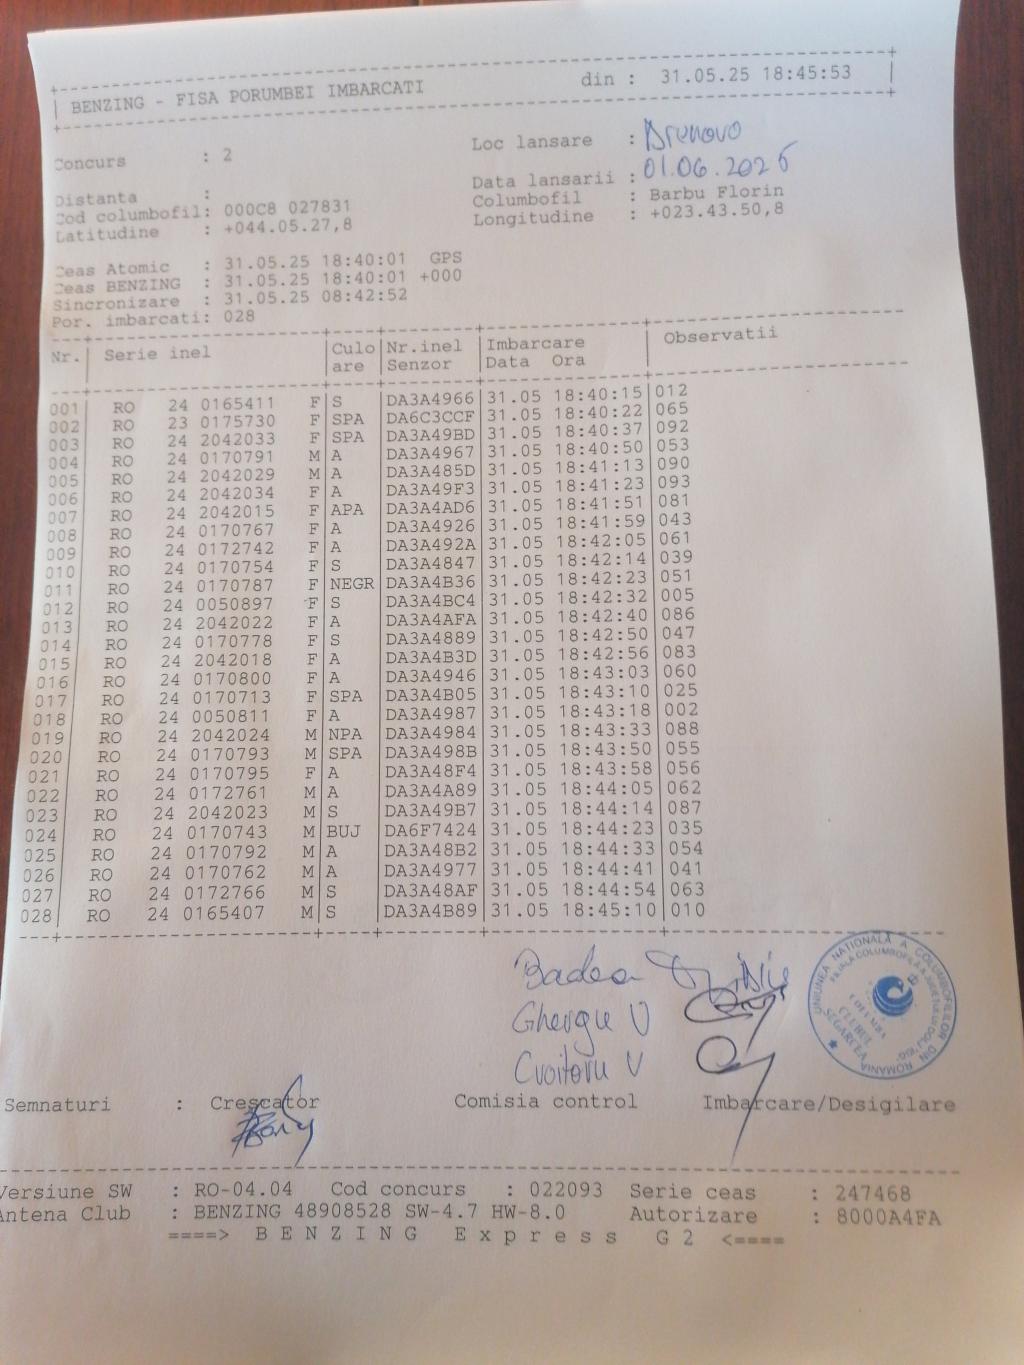 BENZING - FISA PORUMBEI IMBARCATI din : 31.05.25 18:45:53
Concurs : 2 Loc lansare :
Data lansarii :
Distanta : Columbofil : Barbu Florin
Cod columbofil: 000C8 027831 Longitudine : +023.43.50,8
Latitudine : +044.05.27,8
Ceas Atomic : 31.05.25 18:40:01 GPS
Ceas BENZING : 31.05.25 18:40:01 +000
Sincronizare : 31.05.25 08:42:52
Por. imbarcati: 028
Nr. Serie inel Culo Nr.inel Imbarcare Observatii
are Senzor Data Ora
001 RO 24 0165411 F S DA3A4966 31.05 18:40:15 012
002 RO 23 0175730 F SPA DA6C3CCF 31.05 18:40:22 065
003 RO 24 2042033 F SPA DA3A49BD 31.05 18:40:37 092
004 RO 24 0170791 M A DA3A4967 31.05 18:40:50 053
005 RO 24 2042029 M A DA3A485D 31.05 18:41:13 090
006 RO 24 2042034 F A DA3A49F3 31.05 18:41:23 093
007 RO 24 2042015 F APA DA3A4AD6 31.05 18:41:51 081
008 RO 24 0170767 F A DA3A4926 31.05 18:41:59 043
009 RO 24 0172742 F A DA3A492A 31.05 18:42:05 061
010 RO 24 0170754 F S DA3A4847 31.05 18:42:14 039
011 RO 24 0170787 F NEGR DA3A4B36 31.05 18:42:23 051
012 RO 24 0050897 F S DA3A4BC4 31.05 18:42:32 005
013 RO 24 2042022 F A DA3A4AFA 31.05 18:42:40 086
014 RO 24 0170778 F S DA3A4889 31.05 18:42:50 047
015 RO 24 2042018 F A DA3A4B3D 31.05 18:42:56 083
016 RO 24 0170800 F A DA3A4946 31.05 18:43:03 060
017 RO 24 0170713 F SPA DA3A4B05 31.05 18:43:10 025
018 RO 24 0050811 F A DA3A4987 31.05 18:43:18 002
019 RO 24 2042024 M NPA DA3A4984 31.05 18:43:33 088
020 RO 24 0170793 M SPA DA3A498B 31.05 18:43:50 055
021 RO 24 0170795 F A DA3A48F4 31.05 18:43:58 056
022 RO 24 0172761 M A DA3A4A89 31.05 18:44:05 062
023 RO 24 2042023 M S DA3A49B7 31.05 18:44:14 087
024 RO 24 0170743 M BUJ DA6F7424 31.05 18:44:23 035
025 RO 24 0170792 M A DA3A48B2 31.05 18:44:33 054
026 RO 24 0170762 M A DA3A4977 31.05 18:44:41 041
027 RO 24 0172766 M S DA3A48AF 31.05 18:44:54 063
028 RO 24 0165407 M S DA3A4B89 31.05 18:45:10 010
Badea
Gheorge V
Croitoru V
UNIUNEA NATIONALĂ A COLUMBOFILILOR DIN ROMANIA
COLUMBA
CLUBUL
SEGARCEA
Semnaturi : Crescator Comisia control Imbarcare/Desigilare
Versiune SW : RO-04.04 Cod concurs : 022093 Serie ceas : 247468
Antena Club : BENZING 48908528 SW-4.7 HW-8.0 Autorizare : 8000A4FA
====> BENZING Express G2 <====